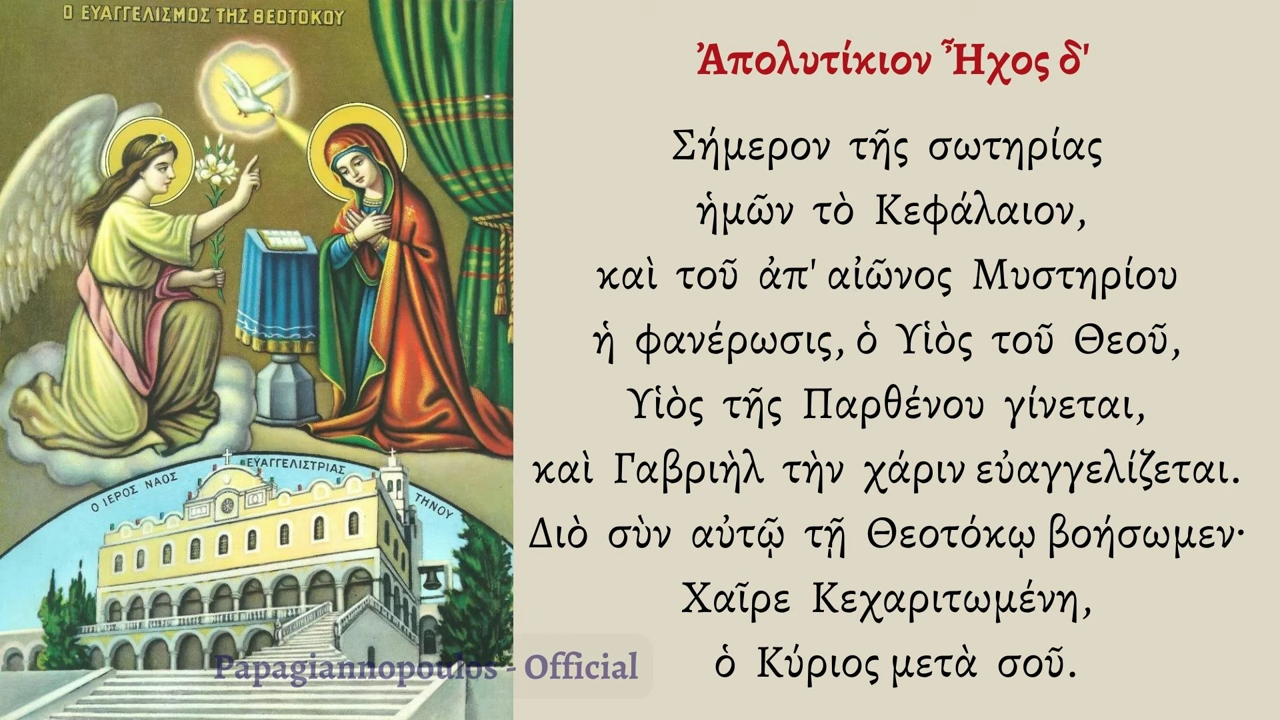 Ο ΕΥΑΓΓΕΛΙΣΜΟΣ ΤΗΣ ΘΕΟΤΟΚΟΥ
Ο ΙΕΡΟΣ ΝΑΟΣ ΕΥΑΓΓΕΛΙΣΤΡΙΑΣ ΤΗΝΟΥ
Ἀπολυτίκιον Ἦχος δ'
Σήμερον τῆς σωτηρίας
ἡμῶν τὸ Κεφάλαιον,
καὶ τοῦ ἀπ' αἰῶνος Μυστηρίου
ἡ φανέρωσις, ὁ Υἱὸς τοῦ Θεοῦ,
Υἱὸς τῆς Παρθένου γίνεται,
καὶ Γαβριὴλ τὴν χάριν εὐαγγελίζεται.
Διὸ σὺν αὐτῷ τῇ Θεοτόκῳ βοήσωμεν·
Χαῖρε Κεχαριτωμένη,
ὁ Κύριος μετὰ σοῦ.
Papagiannopoulos - Official